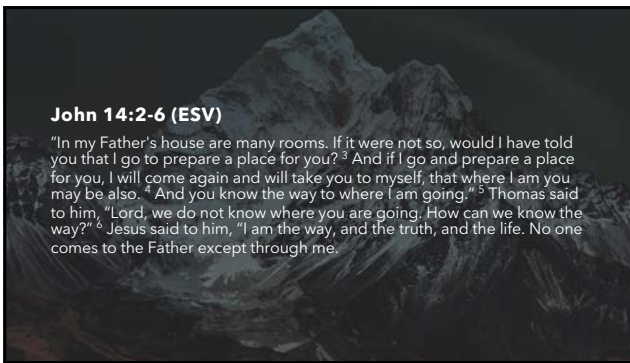 John 14:2-6 (ESV)
"In my Father's house are many rooms. If it were not so, would I have told
you that I go to prepare a place for you? 3 And if I go and prepare a place
for you, I will come again and will take you to myself, that where I am you
may be also. 4 And you know the way to where I am going." 5 Thomas said
to him, "Lord, we do not know where you are going. How can we know the
way?" 6 Jesus said to him, "I am the way, and the truth, and the life. No one
comes to the Father except through me.